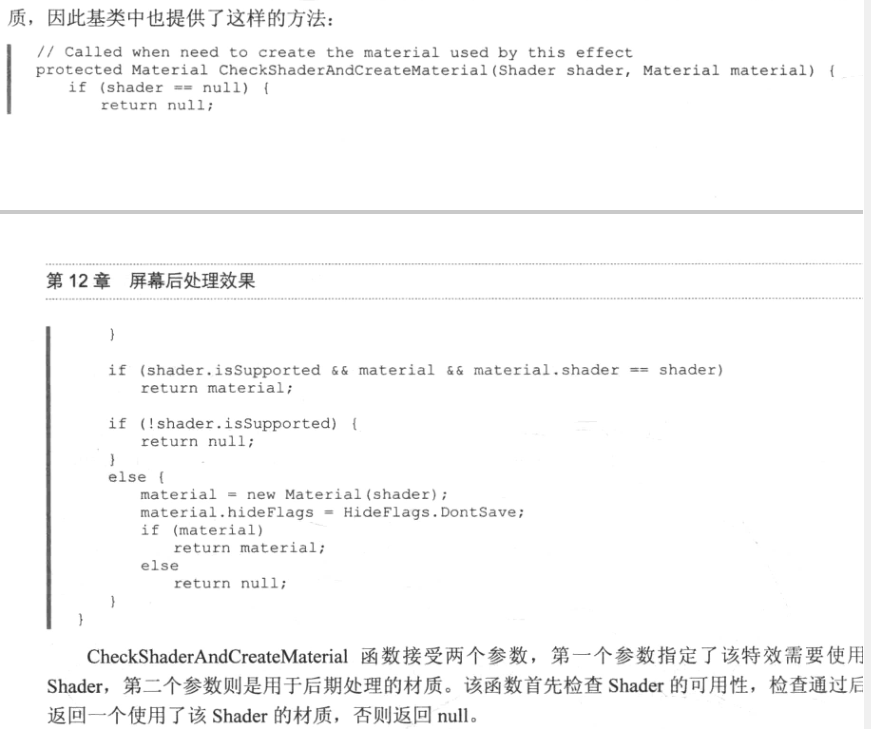 质，因此基类中也提供了这样的方法：
// Called when need to create the material used by this effect
protected Material CheckShaderAndCreateMaterial(Shader shader, Material material) {
if (shader == null) {
return null;
第 12 章 屏幕后处理效果
}
if (shader.isSupported && material && material.shader == shader)
return material;
if (!shader.isSupported) {
return null;
}
else {
material = new Material(shader);
material.hideFlags = HideFlags.DontSave;
if (material)
return material;
else
return null;
}
}
CheckShaderAndCreateMaterial 函数接受两个参数，第一个参数指定了该特效需要使用
Shader，第二个参数则是用于后期处理的材质。该函数首先检查 Shader 的可用性，检查通过后
返回一个使用了该 Shader 的材质，否则返回 null。